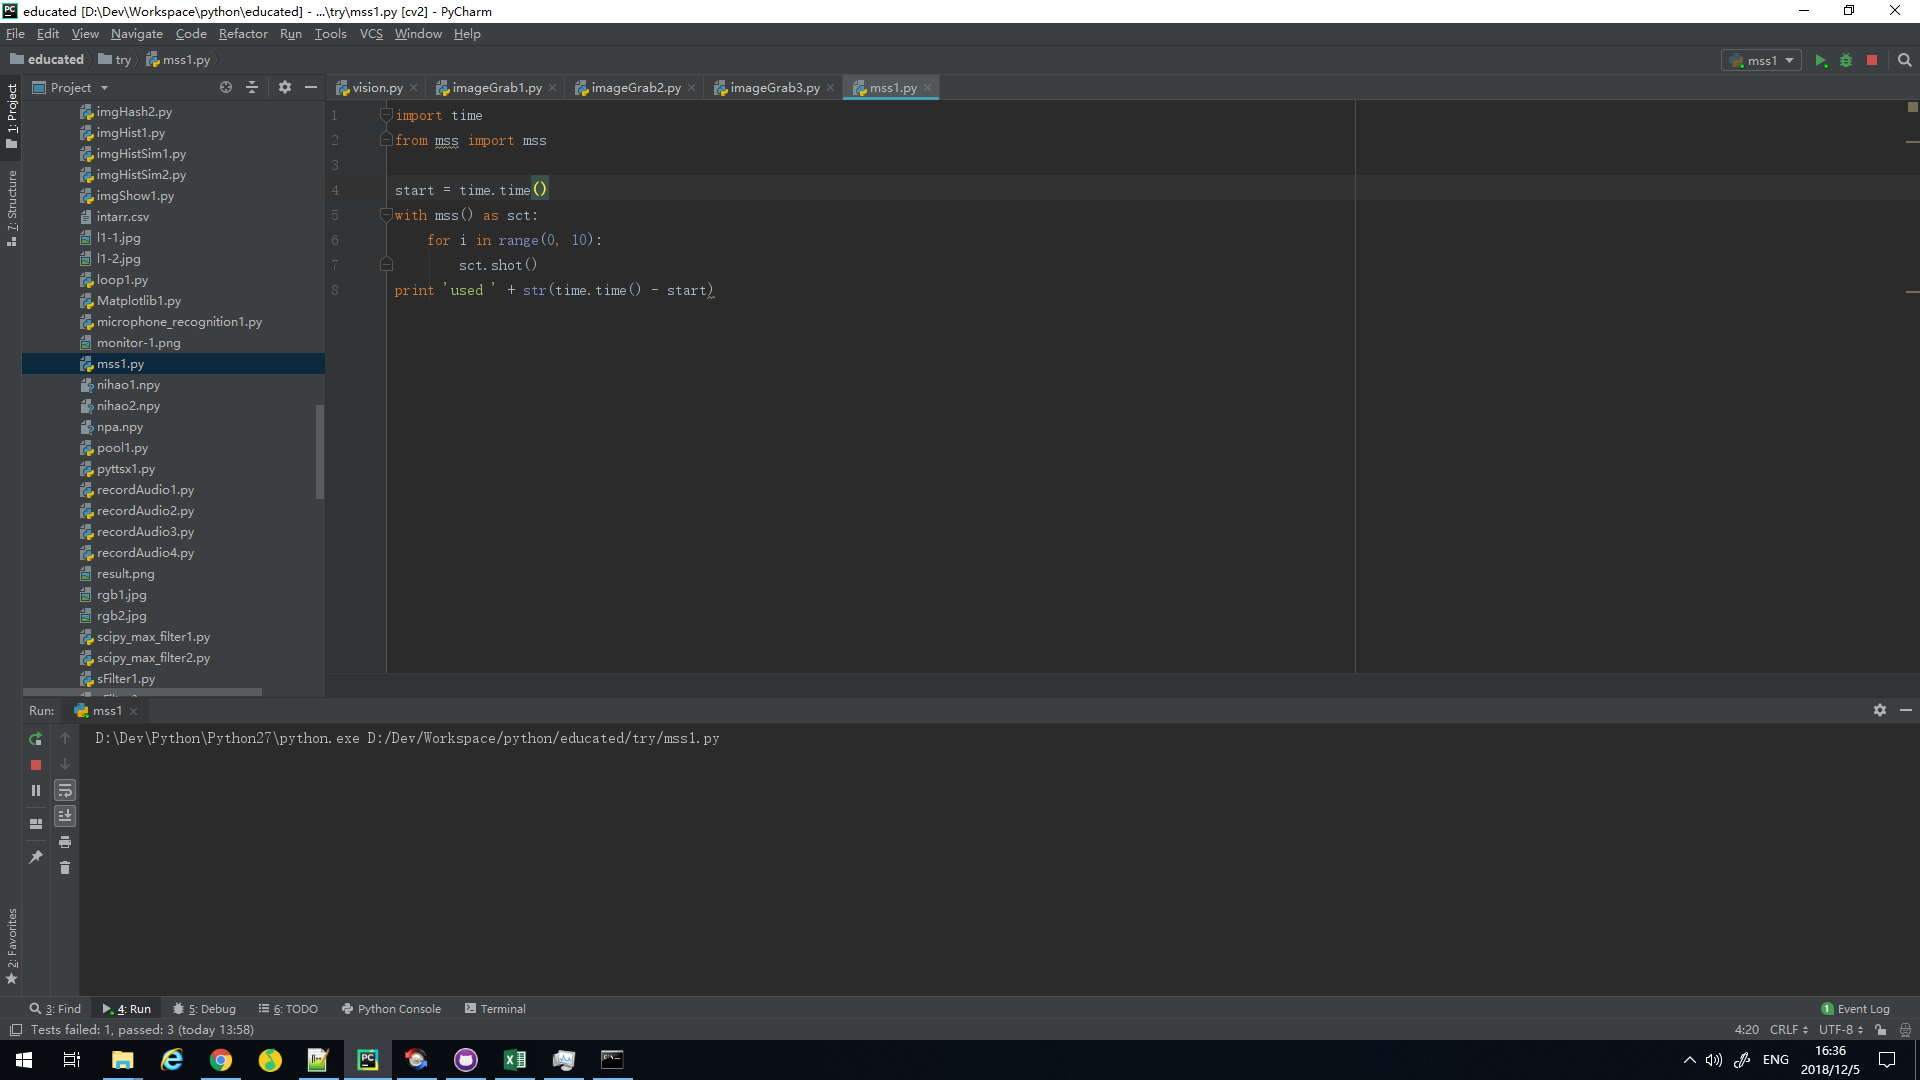 educated [D:\Dev\Workspace\python\educated] - ...\try\mss1.py [cv2] - PyCharm
File Edit View Navigate Code Refactor Run Tools VCS Window Help
educated try mss1.py
mss1
1: Project
7: Structure
2: Favorites
Project
imgHash2.py
imgHist1.py
imgHistSim1.py
imgHistSim2.py
imgShow1.py
intarr.csv
l1-1.jpg
l1-2.jpg
loop1.py
Matplotlib1.py
microphone_recognition1.py
monitor-1.png
mss1.py
nihao1.npy
nihao2.npy
npa.npy
pool1.py
pyttsx1.py
recordAudio1.py
recordAudio2.py
recordAudio3.py
recordAudio4.py
result.png
rgb1.jpg
rgb2.jpg
scipy_max_filter1.py
scipy_max_filter2.py
sFilter1.py
vision.py imageGrab1.py imageGrab2.py imageGrab3.py mss1.py
1 import time
2 from mss import mss
3
4 start = time.time()
5 with mss() as sct:
6 for i in range(0, 10):
7 sct.shot()
8 print 'used ' + str(time.time() - start)
Run: mss1
D:\Dev\Python\Python27\python.exe D:/Dev/Workspace/python/educated/try/mss1.py
3: Find 4: Run 5: Debug 6: TODO Python Console Terminal
1 Event Log
Tests failed: 1, passed: 3 (today 13:58)
4:20 CRLF UTF-8
ENG
16:36
2018/12/5